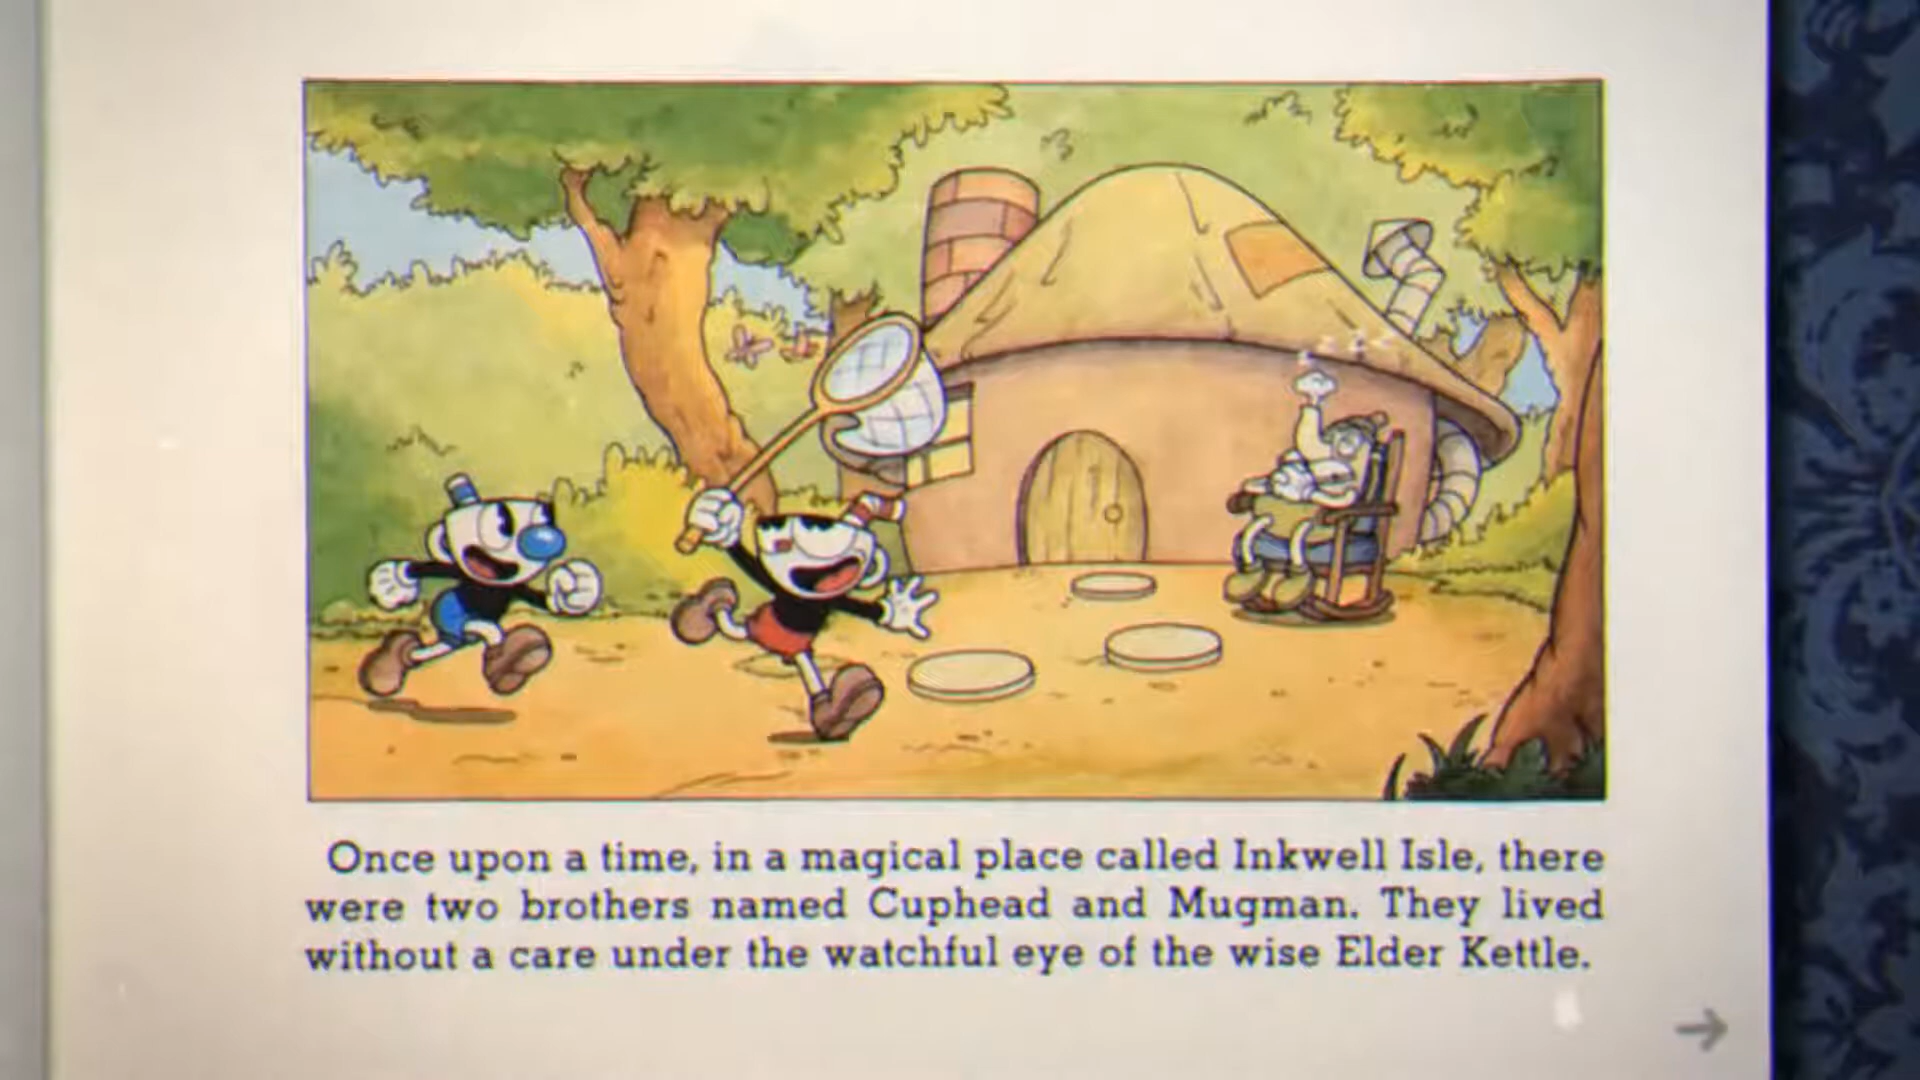 Once upon a time, in a magical place called Inkwell Isle, there
were two brothers named Cuphead and Mugman. They lived
without a care under the watchful eye of the wise Elder Kettle.